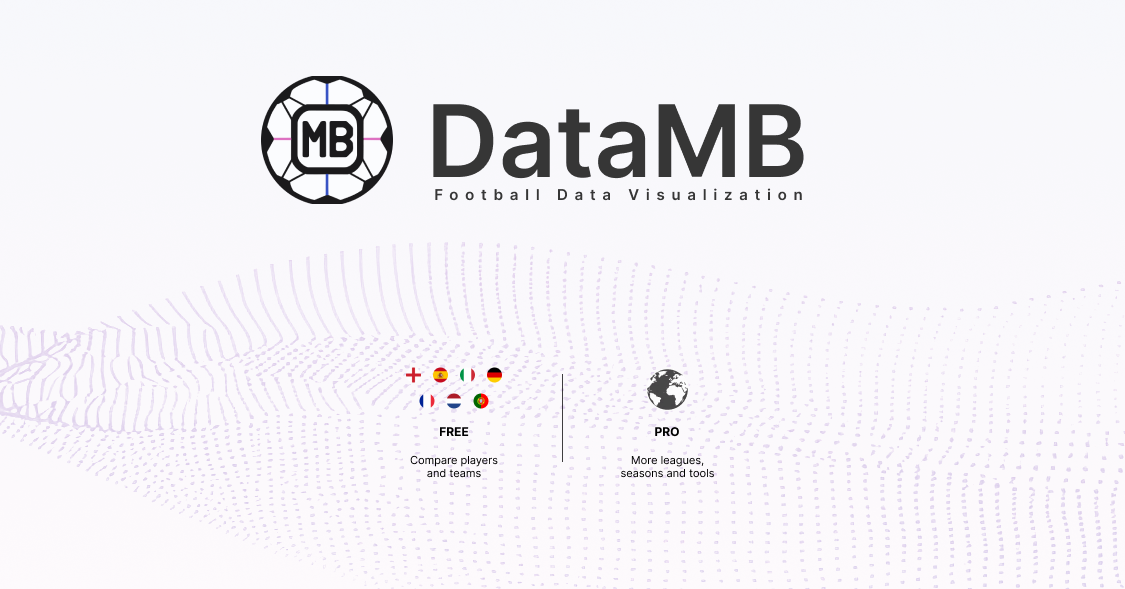 MB
DataMB
Football Data Visualization
FREE
Compare players
and teams
PRO
More leagues,
seasons and tools